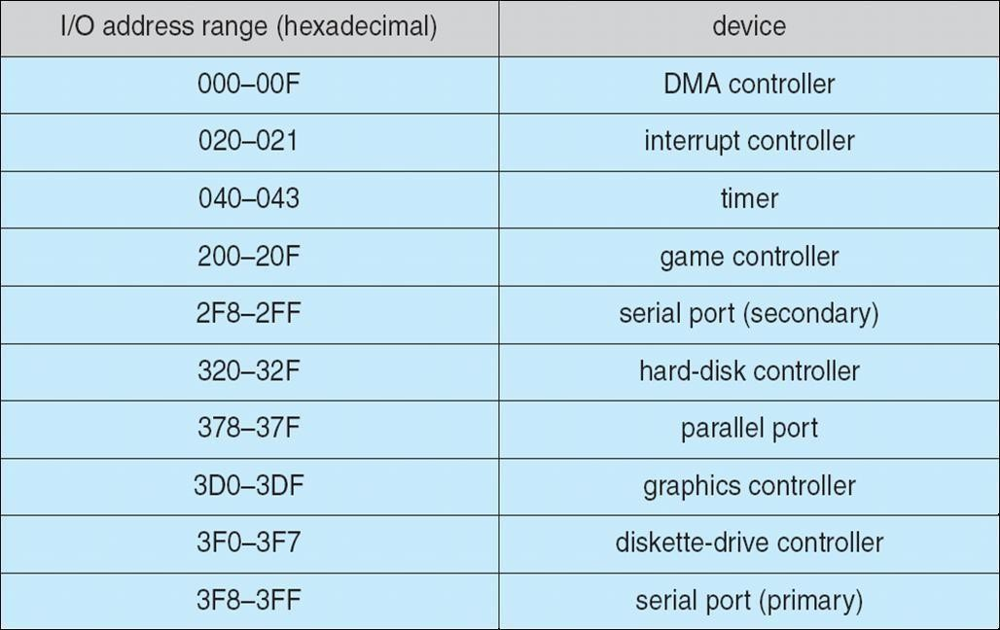 I/O address range (hexadecimal) device
000–00F DMA controller
020–021 interrupt controller
040–043 timer
200–20F game controller
2F8–2FF serial port (secondary)
320–32F hard-disk controller
378–37F parallel port
3D0–3DF graphics controller
3F0–3F7 diskette-drive controller
3F8–3FF serial port (primary)